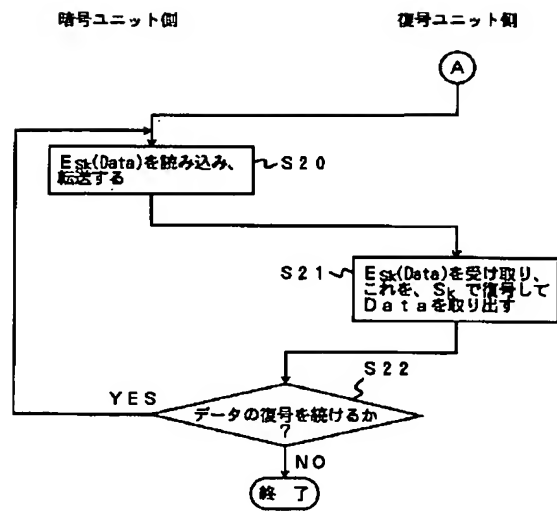 暗号ユニット側
復号ユニット側
A
ESk(Data)を読み込み、
転送する
S20
S21
ESk(Data)を受け取り、
これを、Skで復号して
Dataを取り出す
S22
YES
データの復号を続けるか
?
NO
終了